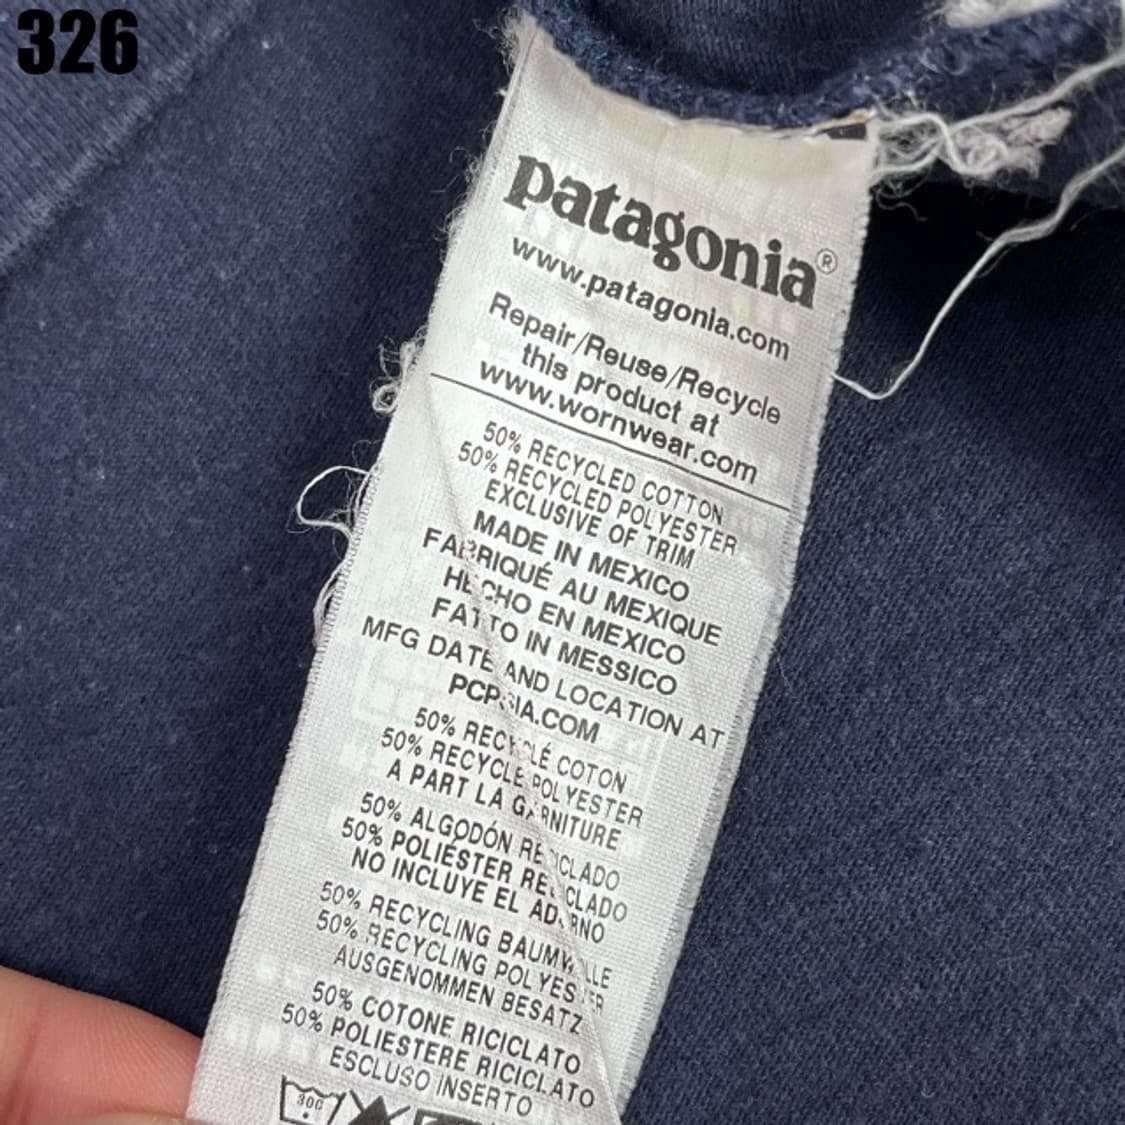 326
patagonia®
www.patagonia.com
Repair/Reuse/Recycle
this product at
www.wornwear.com
50% RECYCLED COTTON
50% RECYCLED POLYESTER
EXCLUSIVE OF TRIM
MADE IN MEXICO
FABRIQUÉ AU MEXIQUE
HECHO EN MEXICO
FATTO IN MESSICO
MFG DATE AND LOCATION AT
PCPSIA.COM
50% RECYCLÉ COTON
50% RECYCLÉ POLYESTER
A PART LA GARNITURE
50% ALGODÓN RECICLADO
50% POLIÉSTER RECICLADO
NO INCLUYE EL ADORNO
50% RECYCLING BAUMWOLLE
50% RECYCLING POLYESTER
AUSGENOMMEN BESATZ
50% COTONE RICICLATO
50% POLIESTERE RICICLATO
ESCLUSO INSERTO